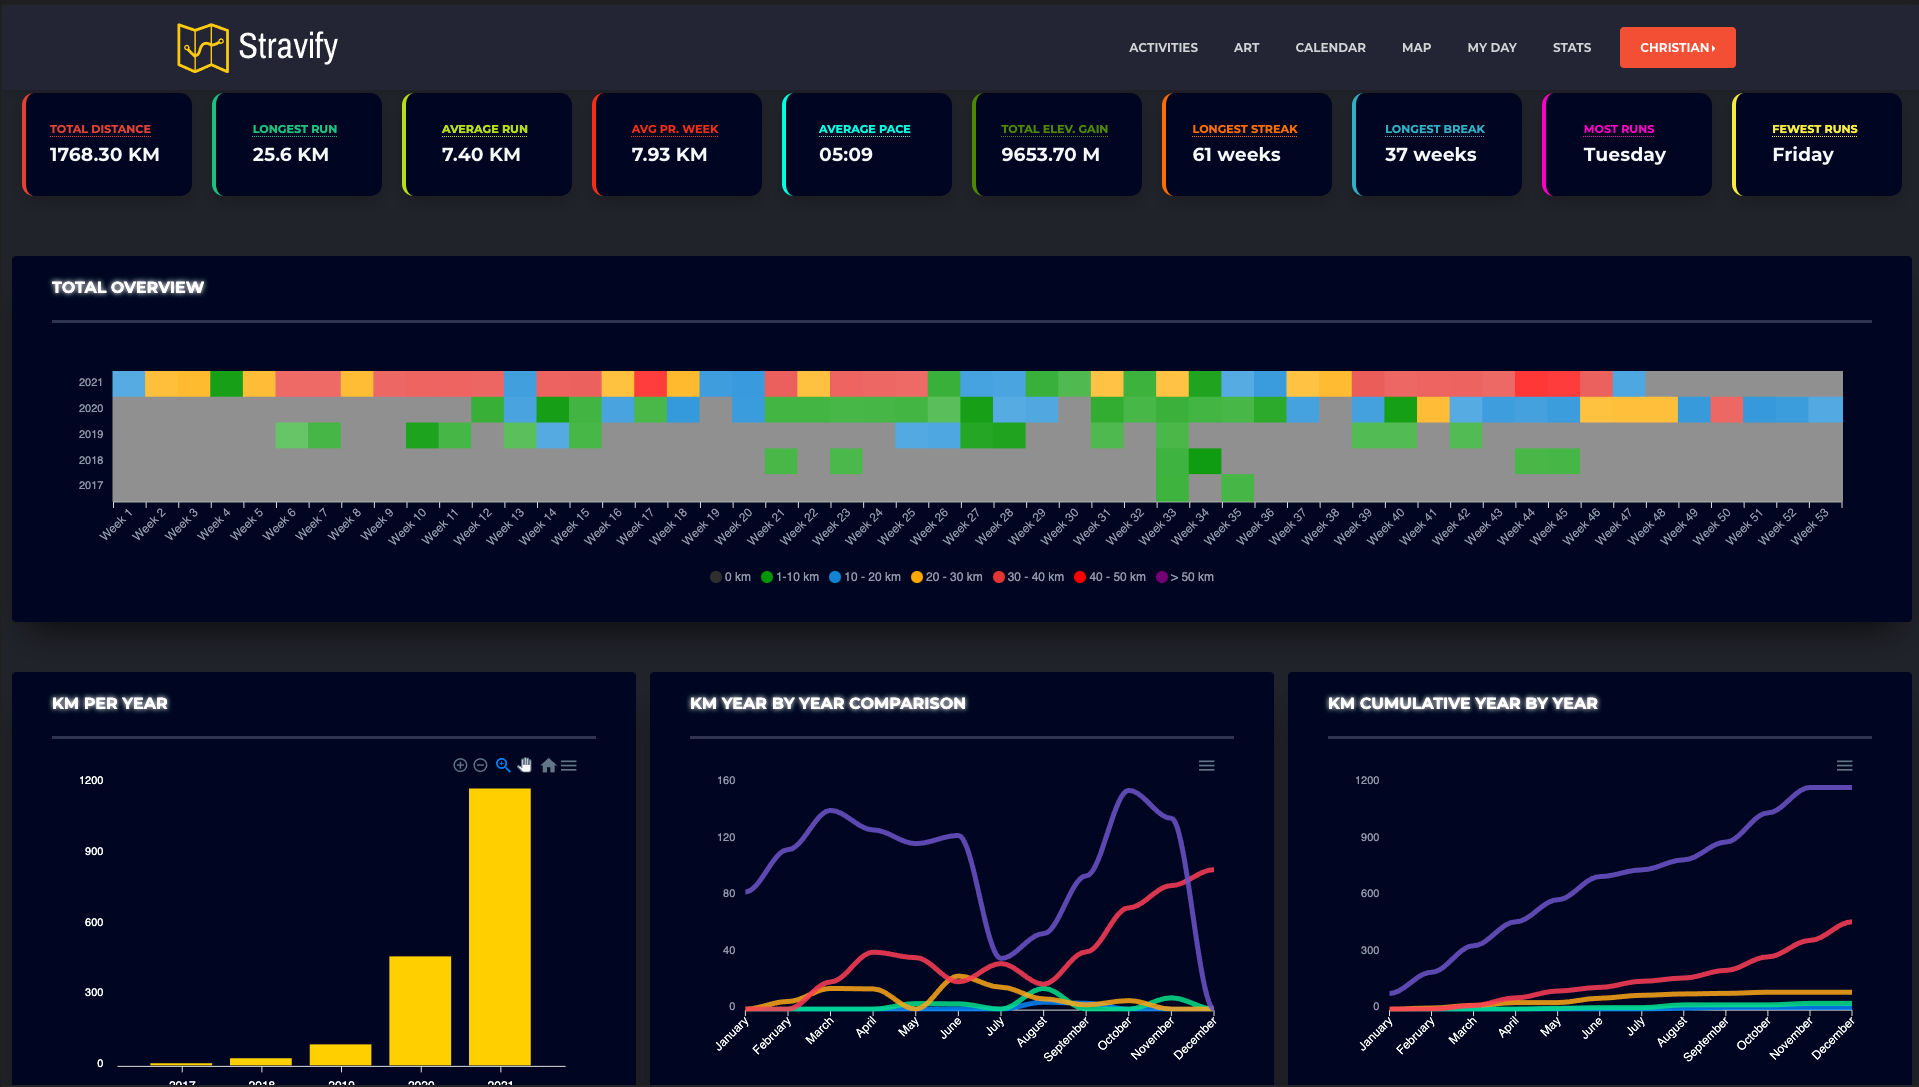 Stravify
ACTIVITIES ART CALENDAR MAP MY DAY STATS CHRISTIAN
TOTAL DISTANCE LONGEST RUN AVERAGE RUN AVG PR. WEEK AVERAGE PACE TOTAL ELEV. GAIN LONGEST STREAK LONGEST BREAK MOST RUNS FEWEST RUNS
1768.30 KM 25.6 KM 7.40 KM 7.93 KM 05:09 9653.70 M 61 weeks 37 weeks Tuesday Friday
TOTAL OVERVIEW
2021
2020
2019
2018
2017
Week 1 Week 2 Week 3 Week 4 Week 5 Week 6 Week 7 Week 8 Week 9 Week 10 Week 11 Week 12 Week 13 Week 14 Week 15 Week 16 Week 17 Week 18 Week 19 Week 20 Week 21 Week 22 Week 23 Week 24 Week 25 Week 26 Week 27 Week 28 Week 29 Week 30 Week 31 Week 32 Week 33 Week 34 Week 35 Week 36 Week 37 Week 38 Week 39 Week 40 Week 41 Week 42 Week 43 Week 44 Week 45 Week 46 Week 47 Week 48 Week 49 Week 50 Week 51 Week 52 Week 53
0 km 1-10 km 10 - 20 km 20 - 30 km 30 - 40 km 40 - 50 km > 50 km
KM PER YEAR
1200
900
600
300
0
2017 2018 2019 2020 2021
KM YEAR BY YEAR COMPARISON
160
120
80
40
0
January February March April May June July August September October November December
KM CUMULATIVE YEAR BY YEAR
1200
900
600
300
0
January February March April May June July August September October November December